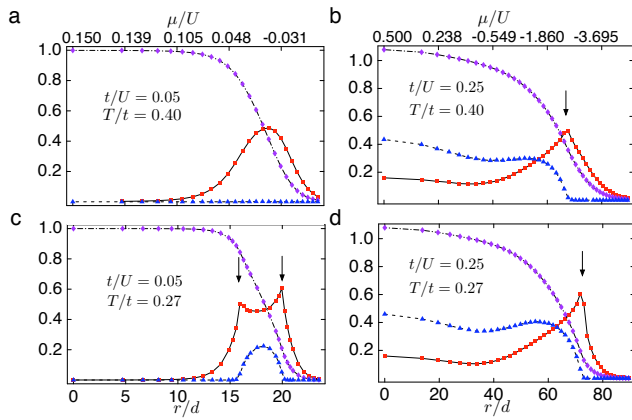 μ/U
μ/U
a
0.150 0.139 0.105 0.048 -0.031
b
0.500 0.238 -0.549 -1.860 -3.695
1.0
0.8
0.6
0.4
0.2
t/U = 0.05
T/t = 0.40
1.0
0.8
0.6
0.4
0.2
t/U = 0.25
T/t = 0.40
c
1.0
0.8
0.6
0.4
0.2
t/U = 0.05
T/t = 0.27
d
1.0
0.8
0.6
0.4
0.2
t/U = 0.25
T/t = 0.27
0 5 10 15 20
r/d
0 20 40 60 80
r/d